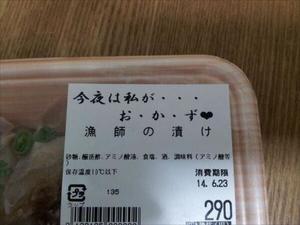 今夜は私が・・・
お・か・ず♥
漁師の漬け
砂糖、醸造酢、アミノ酸液、食塩、酒、調味料(アミノ酸等)
保存温度10℃以下
消費期限
14.6.23
135
290